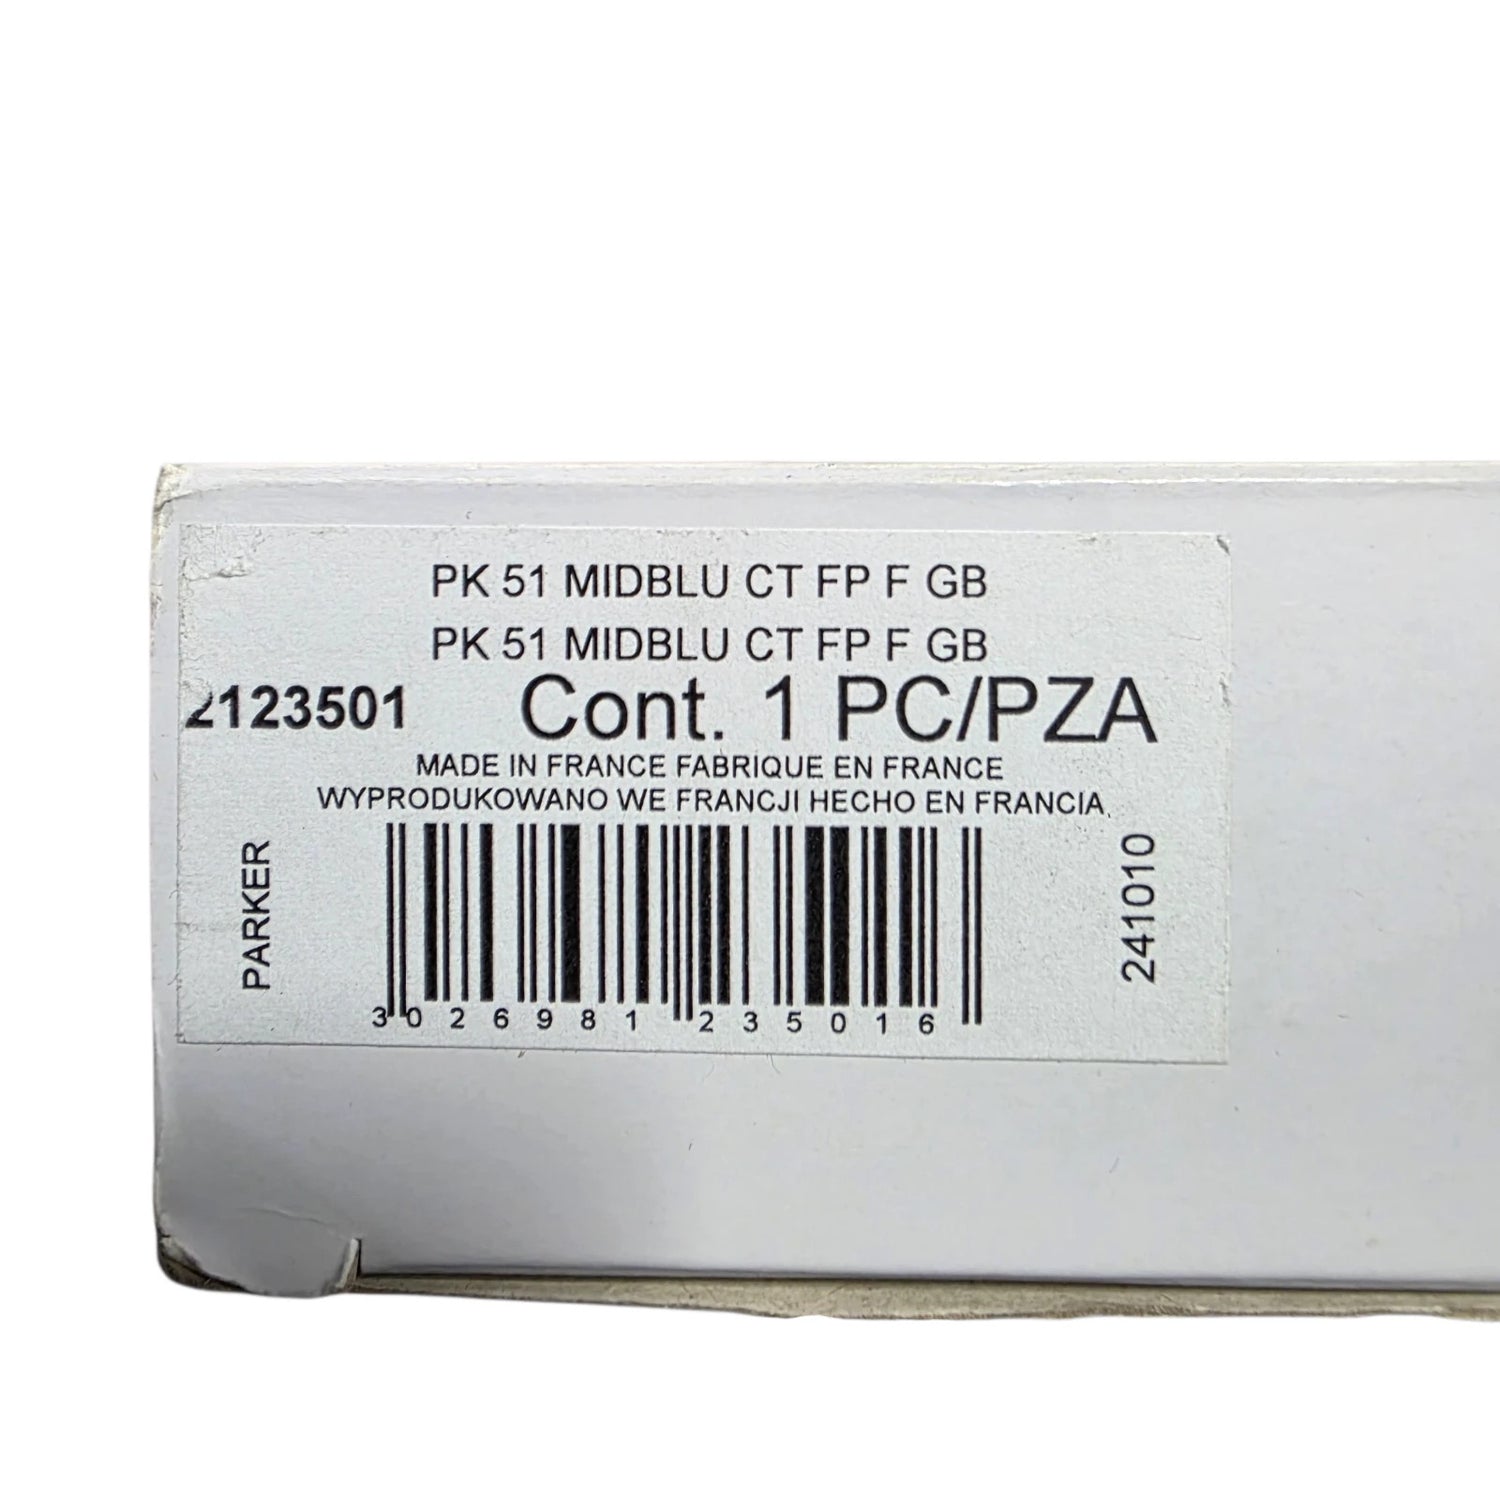 PK 51 MIDBLU CT FP F GB
PK 51 MIDBLU CT FP F GB
2123501 Cont. 1 PC/PZA
MADE IN FRANCE FABRIQUE EN FRANCE
WYPRODUKOWANO WE FRANCJI HECHO EN FRANCIA
PARKER
241010
3 026981 235016